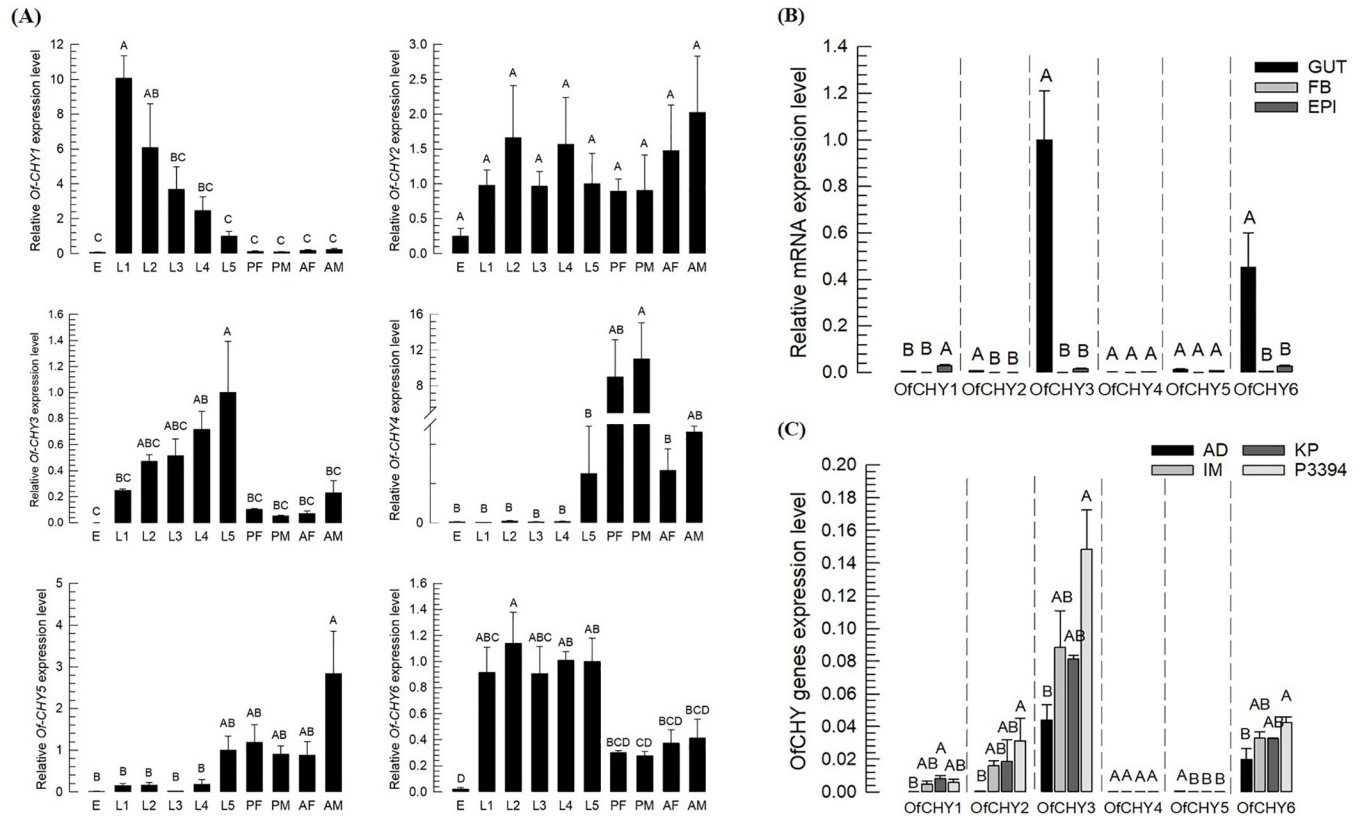 (A)
Relative Of-CHY1 expression level
12
10
8
6
4
2
0
C A AB BC BC C C C C C
E L1 L2 L3 L4 L5 PF PM AF AM
Relative Of-CHY2 expression level
3.0
2.5
2.0
1.5
1.0
0.5
0.0
A A A A A A A A A A
E L1 L2 L3 L4 L5 PF PM AF AM
Relative Of-CHY3 expression level
1.6
1.4
1.2
1.0
0.8
0.6
0.4
0.2
0.0
C BC ABC ABC AB A BC BC BC BC
E L1 L2 L3 L4 L5 PF PM AF AM
Relative Of-CHY4 expression level
16
12
8
0
B B B B B B AB A B AB
E L1 L2 L3 L4 L5 PF PM AF AM
Relative Of-CHY5 expression level
5
4
3
2
1
0
B B B B B AB AB AB AB A
E L1 L2 L3 L4 L5 PF PM AF AM
Relative Of-CHY6 expression level
1.6
1.4
1.2
1.0
0.8
0.6
0.4
0.2
0.0
D ABC A ABC AB AB BCD CD BCD BCD
E L1 L2 L3 L4 L5 PF PM AF AM
(B)
Relative mRNA expression level
1.4
1.2
1.0
0.8
0.6
0.4
0.2
0.0
GUT
FB
EPI
B B A A B B A B B A A A A A A A B B
OfCHY1 OfCHY2 OfCHY3 OfCHY4 OfCHY5 OfCHY6
(C)
OfCHY genes expression level
0.20
0.18
0.16
0.14
0.12
0.10
0.08
0.06
0.04
0.02
0.00
AD KP
IM P3394
B AB A AB B AB AB A B AB AB A A A A A A B B B B AB AB A
OfCHY1 OfCHY2 OfCHY3 OfCHY4 OfCHY5 OfCHY6